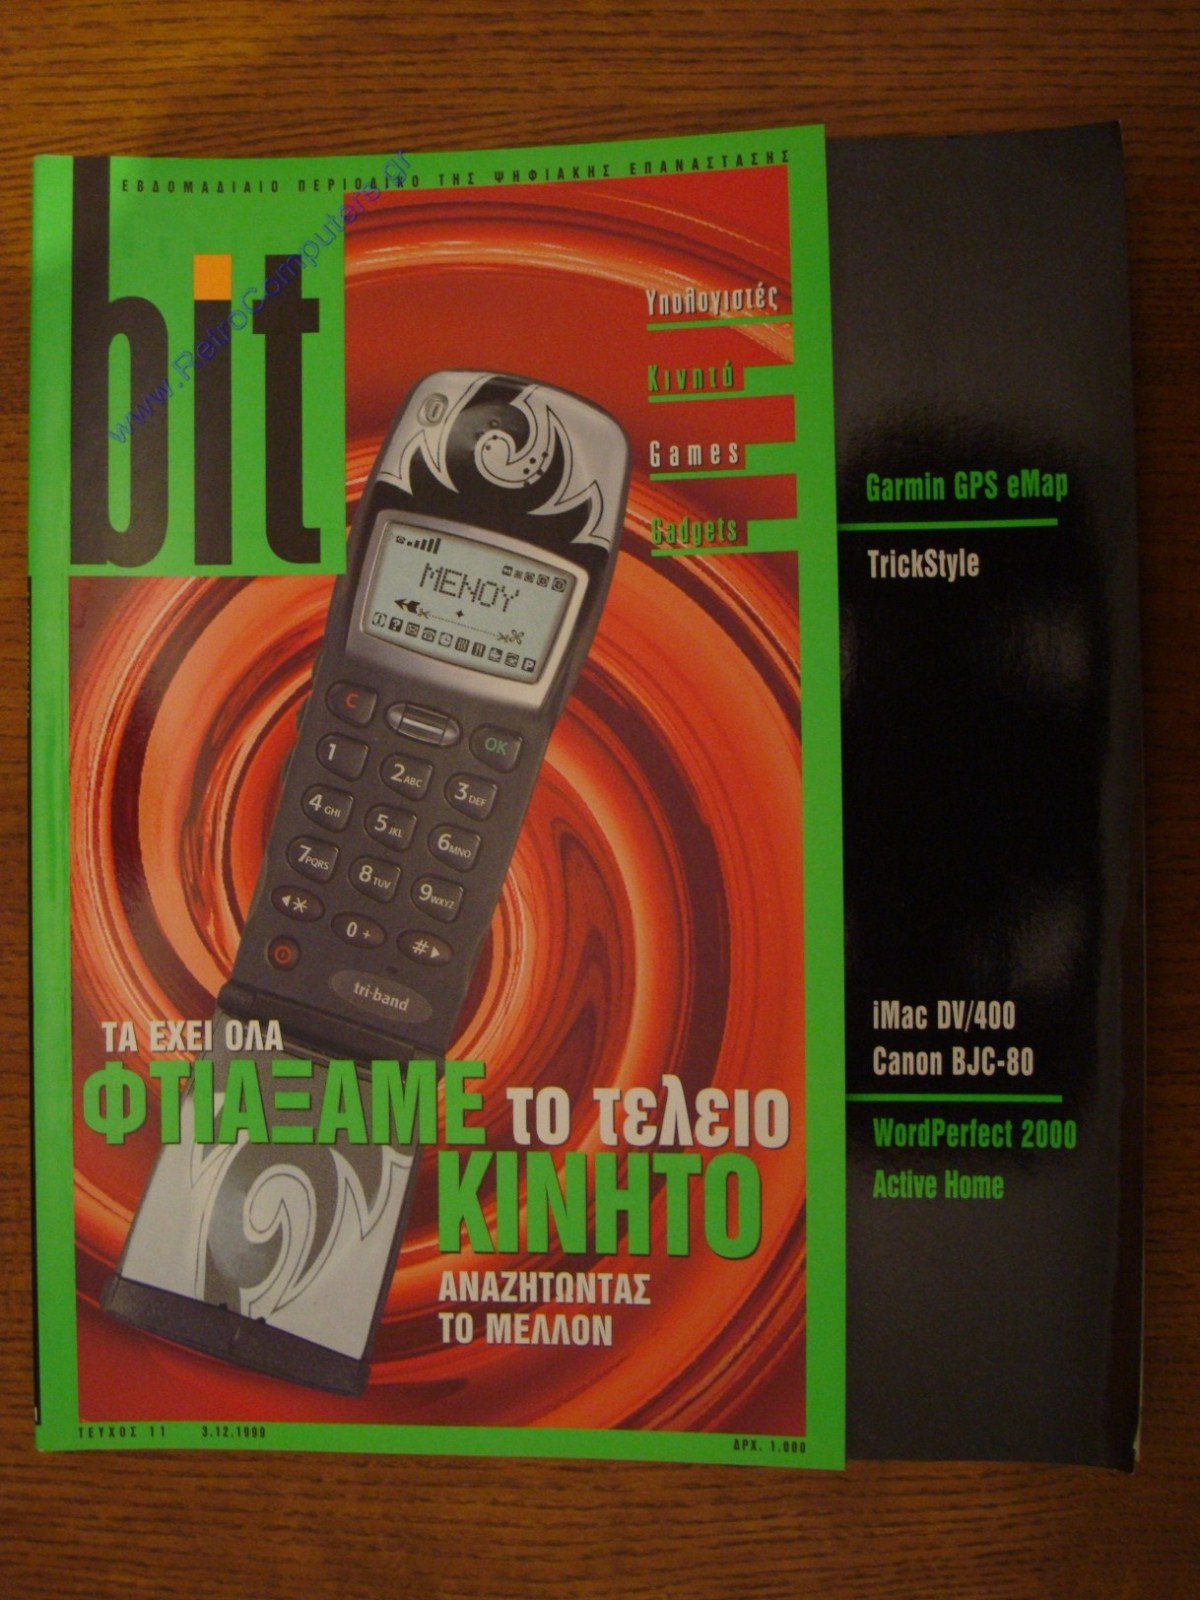 ΕΒΔΟΜΑΔΙΑΙΟ ΠΕΡΙΟΔΙΚΟ ΤΗΣ ΨΗΦΙΑΚΗΣ ΕΠΑΝΑΣΤΑΣΗΣ
www.RetroComputers.gr
bit
Υπολογιστές
Κινητά
Games
Gadgets
ΜΕΝΟΥ
C
OK
1
2ABC
3DEF
4GHI
5JKL
6MNO
7PQRS
8TUV
9WXYZ
*
0+
#
tri·band
ΤΑ ΕΧΕΙ ΟΛΑ
ΦΤΙΑΞΑΜΕ το τελειο
ΚΙΝΗΤΟ
ΑΝΑΖΗΤΩΝΤΑΣ
ΤΟ ΜΕΛΛΟΝ
ΤΕΥΧΟΣ 11 3.12.1999
ΔΡΧ. 1.000
Garmin GPS eMap
TrickStyle
iMac DV/400
Canon BJC-80
WordPerfect 2000
Active Home